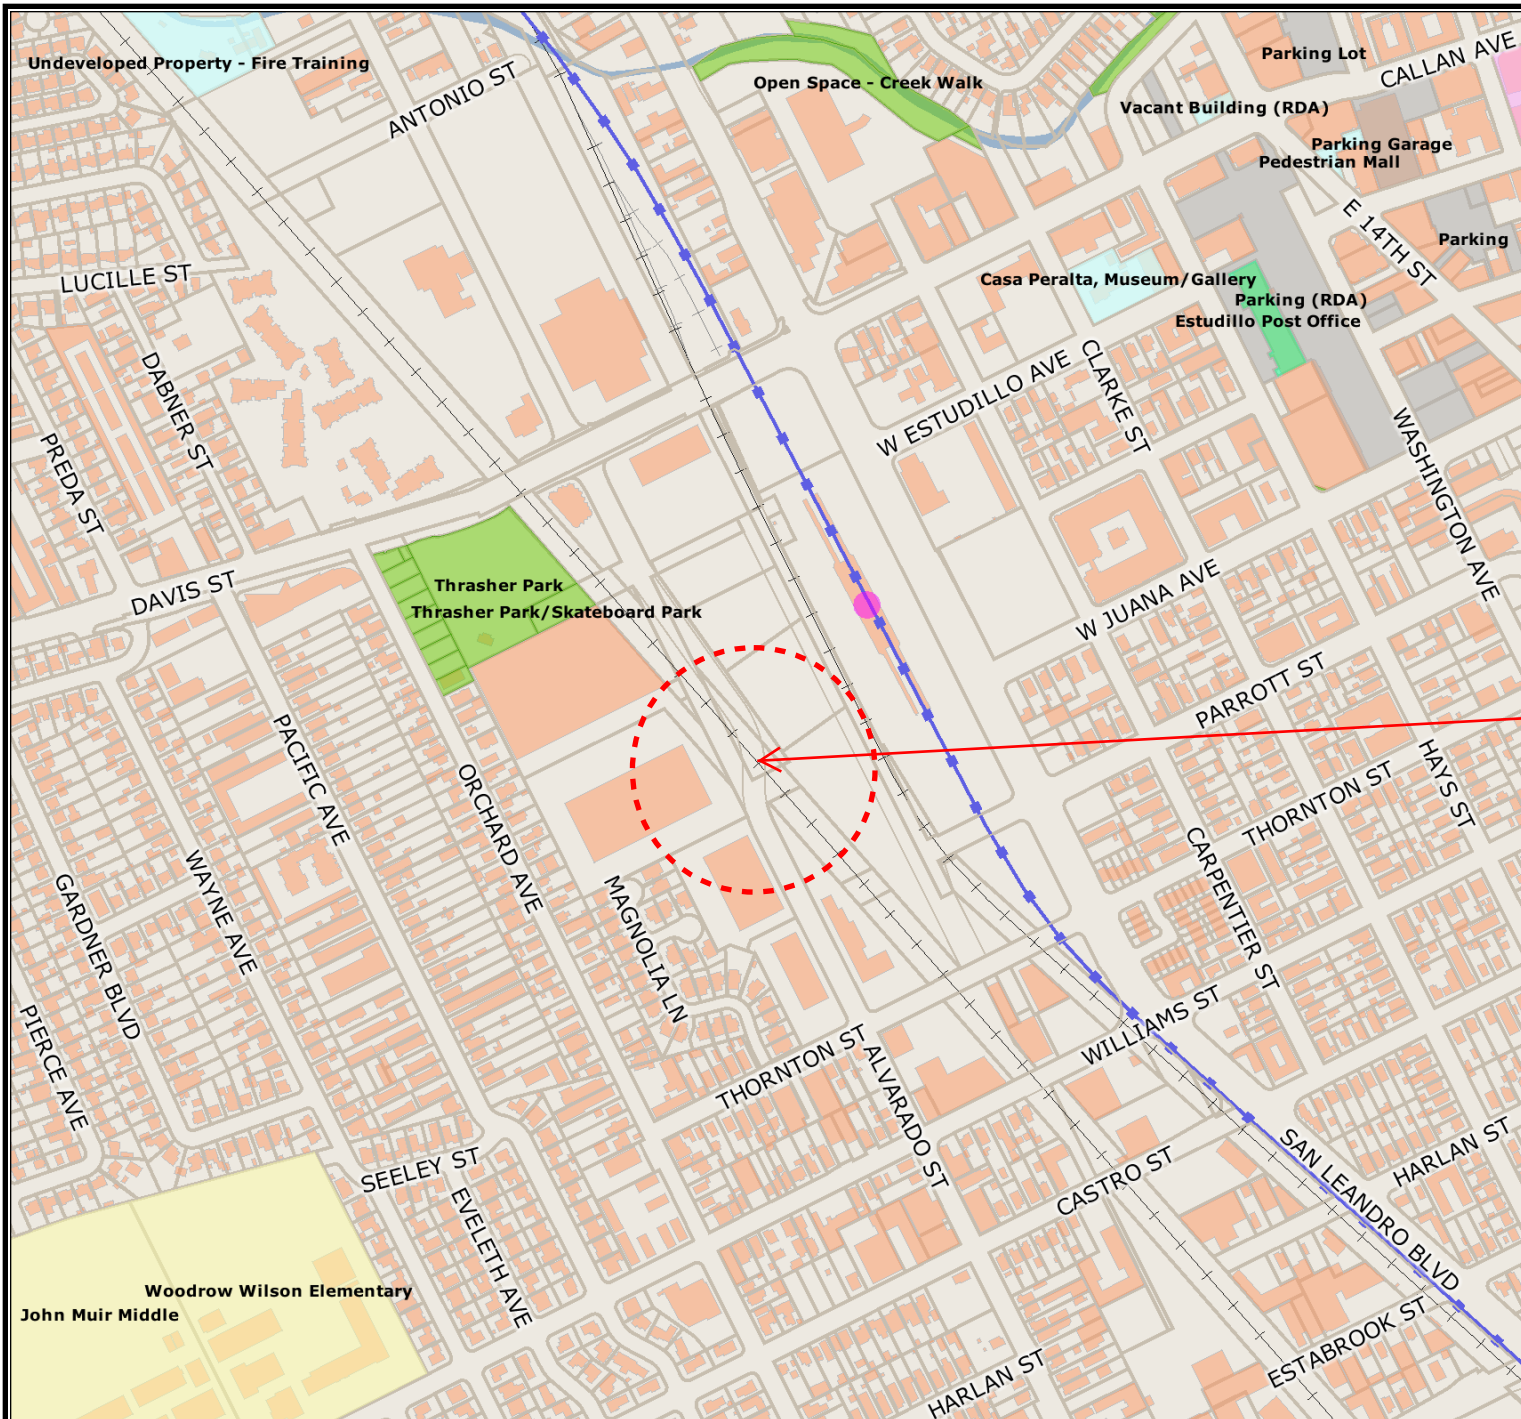 Parking Lot
CALLAN AVE
Undeveloped Property - Fire Training
ANTONIO ST
Open Space - Creek Walk
Vacant Building (RDA)
Parking Garage
Pedestrian Mall
E 14TH ST
Parking
LUCILLE ST
Casa Peralta, Museum/Gallery
Parking (RDA)
Estudillo Post Office
DABNER ST
W ESTUDILLO AVE
CLARKE ST
PREDA ST
WASHINGTON AVE
DAVIS ST
Thrasher Park
Thrasher Park/Skateboard Park
W JUANA AVE
PARROTT ST
PACIFIC AVE
ORCHARD AVE
THORNTON ST
HAYS ST
CARPENTIER ST
GARDNER BLVD
WAYNE AVE
MAGNOLIA LN
PIERCE AVE
WILLIAMS ST
THORNTON ST
ALVARADO ST
SEELEY ST
EVELETH AVE
CASTRO ST
SAN LEANDRO BLVD
HARLAN ST
Woodrow Wilson Elementary
John Muir Middle
HARLAN ST
ESTABROOK ST